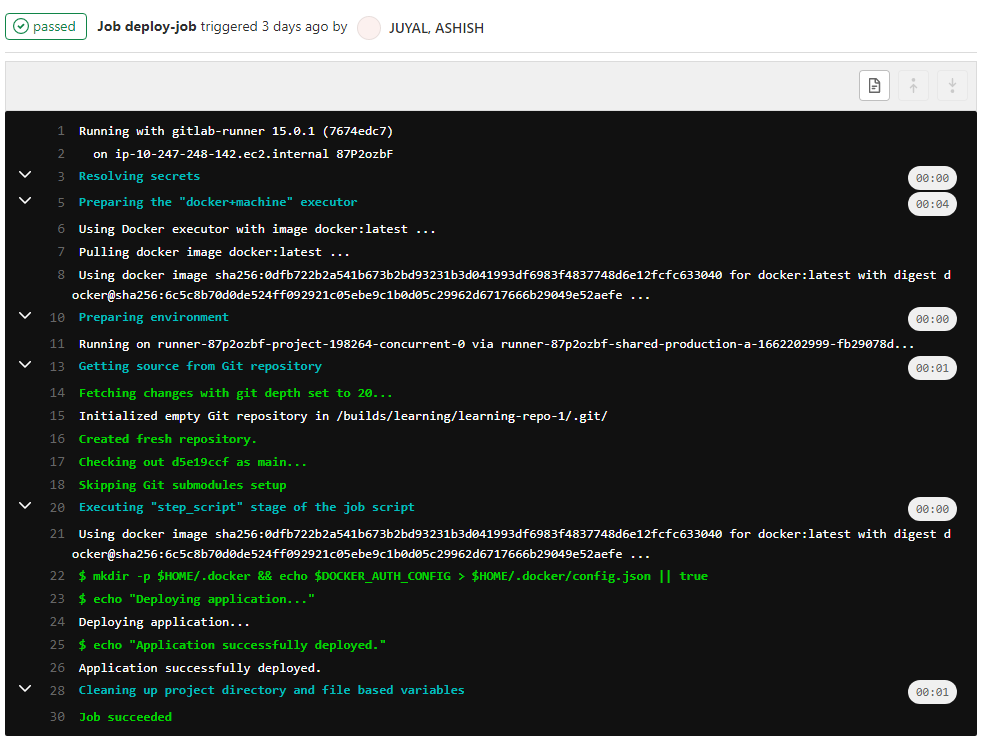 passed Job deploy-job triggered 3 days ago by JUYAL, ASHISH
1 Running with gitlab-runner 15.0.1 (7674edc7)
2 on ip-10-247-248-142.ec2.internal 87P2ozbF
3 Resolving secrets 00:00
5 Preparing the "docker+machine" executor 00:04
6 Using Docker executor with image docker:latest ...
7 Pulling docker image docker:latest ...
8 Using docker image sha256:0dfb722b2a541b673b2bd93231b3d041993df6983f4837748d6e12fcfc633040 for docker:latest with digest d
ocker@sha256:6c5c8b70d0de524ff092921c05ebe9c1b0d05c29962d6717666b29049e52aefe ...
10 Preparing environment 00:00
11 Running on runner-87p2ozbf-project-198264-concurrent-0 via runner-87p2ozbf-shared-production-a-1662202999-fb29078d...
13 Getting source from Git repository 00:01
14 Fetching changes with git depth set to 20...
15 Initialized empty Git repository in /builds/learning/learning-repo-1/.git/
16 Created fresh repository.
17 Checking out d5e19ccf as main...
18 Skipping Git submodules setup
20 Executing "step_script" stage of the job script 00:00
21 Using docker image sha256:0dfb722b2a541b673b2bd93231b3d041993df6983f4837748d6e12fcfc633040 for docker:latest with digest d
ocker@sha256:6c5c8b70d0de524ff092921c05ebe9c1b0d05c29962d6717666b29049e52aefe ...
22 $ mkdir -p $HOME/.docker && echo $DOCKER_AUTH_CONFIG > $HOME/.docker/config.json || true
23 $ echo "Deploying application..."
24 Deploying application...
25 $ echo "Application successfully deployed."
26 Application successfully deployed.
28 Cleaning up project directory and file based variables 00:01
30 Job succeeded